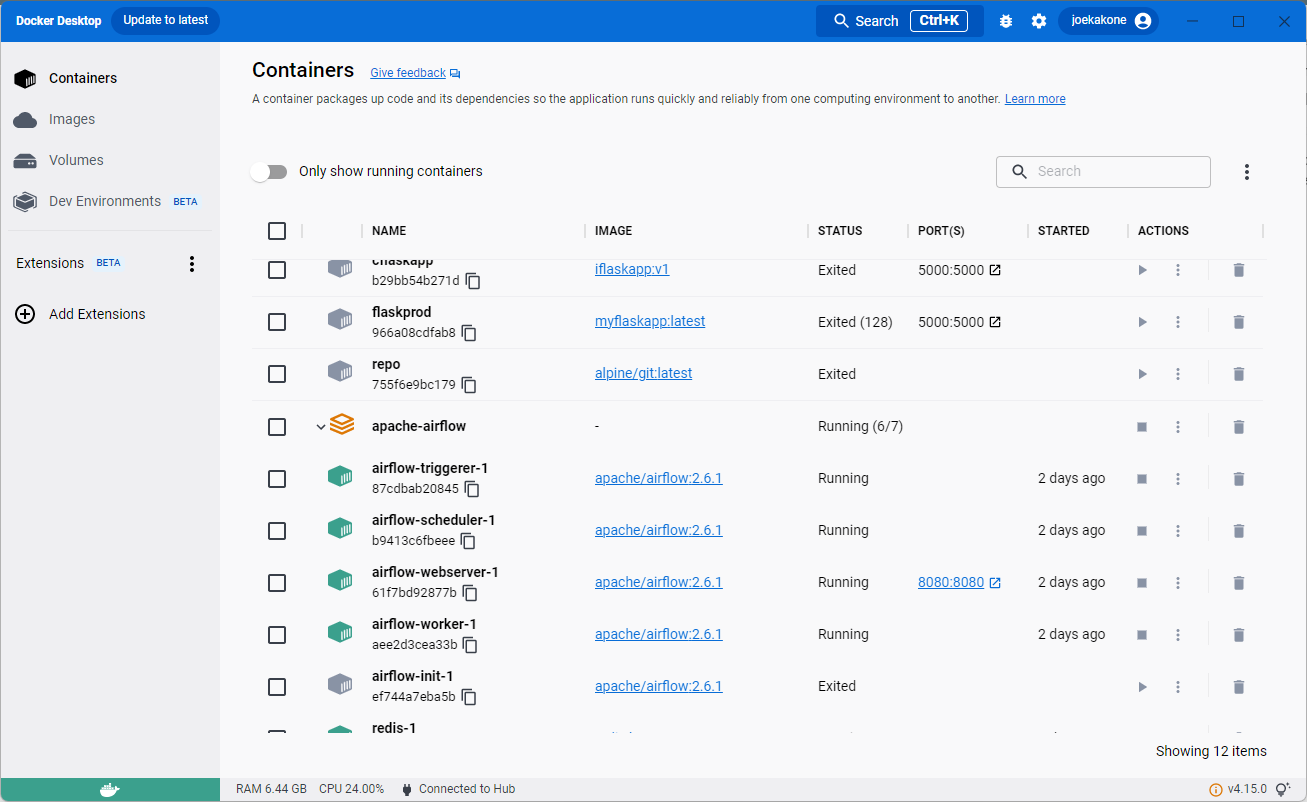 Docker Desktop Update to latest Search Ctrl+K joekakone
Containers
Images
Volumes
Dev Environments BETA
Extensions BETA
Add Extensions
Containers Give feedback
A container packages up code and its dependencies so the application runs quickly and reliably from one computing environment to another. Learn more
Only show running containers
Search
NAME IMAGE STATUS PORT(S) STARTED ACTIONS
iflaskapp:v1 Exited 5000:5000
b29bb54b271d
flaskprod
966a08cdfab8 myflaskapp:latest Exited (128) 5000:5000
repo
755f6e9bc179 alpine/git:latest Exited
apache-airflow - Running (6/7)
airflow-triggerer-1
87cdbab20845 apache/airflow:2.6.1 Running 2 days ago
airflow-scheduler-1
b9413c6fbeee apache/airflow:2.6.1 Running 2 days ago
airflow-webserver-1
61f7bd92877b apache/airflow:2.6.1 Running 8080:8080 2 days ago
airflow-worker-1
aee2d3cea33b apache/airflow:2.6.1 Running 2 days ago
airflow-init-1
ef744a7eba5b apache/airflow:2.6.1 Exited
redis-1
Showing 12 items
RAM 6.44 GB CPU 24.00% Connected to Hub v4.15.0